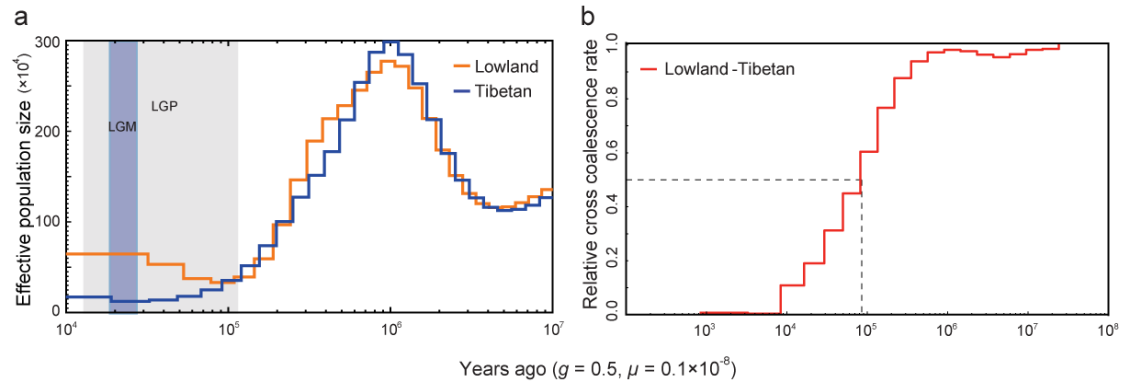 a
Effective population size (×10⁴)
300
200
100
0
LGM
LGP
Lowland
Tibetan
10⁴
10⁵
10⁶
10⁷
b
Relative cross coalescence rate
1.0
0.8
0.6
0.4
0.2
0.0
Lowland-Tibetan
10³
10⁴
10⁵
10⁶
10⁷
10⁸
Years ago (g = 0.5, μ = 0.1×10⁻⁸)